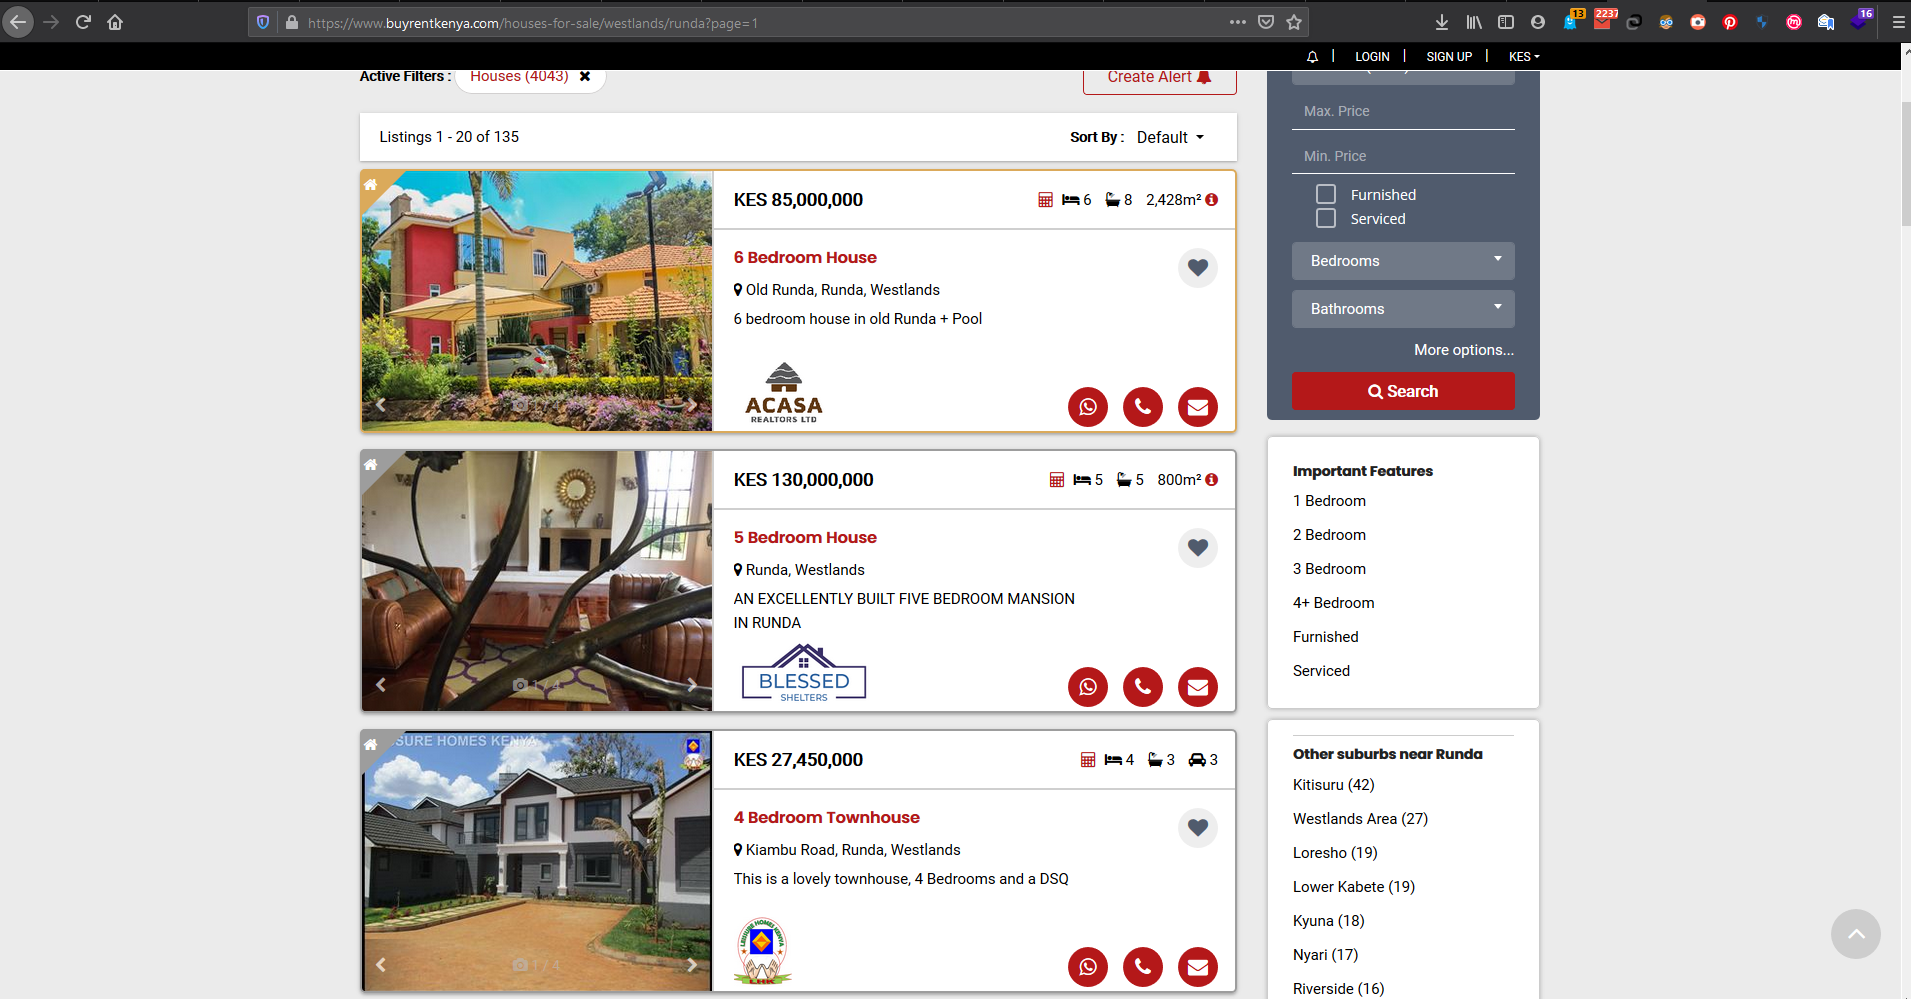 https://www.buyrentkenya.com/houses-for-sale/westlands/runda?page=1
13
2237
16
LOGIN | SIGN UP | KES
Active Filters : Houses (4043)
Create Alert
Listings 1 - 20 of 135
Sort By : Default
KES 85,000,000
6 8 2,428m²
6 Bedroom House
Old Runda, Runda, Westlands
6 bedroom house in old Runda + Pool
ACASA
REALTORS LTD
KES 130,000,000
5 5 800m²
5 Bedroom House
Runda, Westlands
AN EXCELLENTLY BUILT FIVE BEDROOM MANSION
IN RUNDA
BLESSED
SHELTERS
1 / 4
SURE HOMES KENYA
KES 27,450,000
4 3 3
4 Bedroom Townhouse
Kiambu Road, Runda, Westlands
This is a lovely townhouse, 4 Bedrooms and a DSQ
LEISURE HOMES KENYA
LHK
1 / 4
Max. Price
Min. Price
Furnished
Serviced
Bedrooms
Bathrooms
More options...
Search
Important Features
1 Bedroom
2 Bedroom
3 Bedroom
4+ Bedroom
Furnished
Serviced
Other suburbs near Runda
Kitisuru (42)
Westlands Area (27)
Loresho (19)
Lower Kabete (19)
Kyuna (18)
Nyari (17)
Riverside (16)